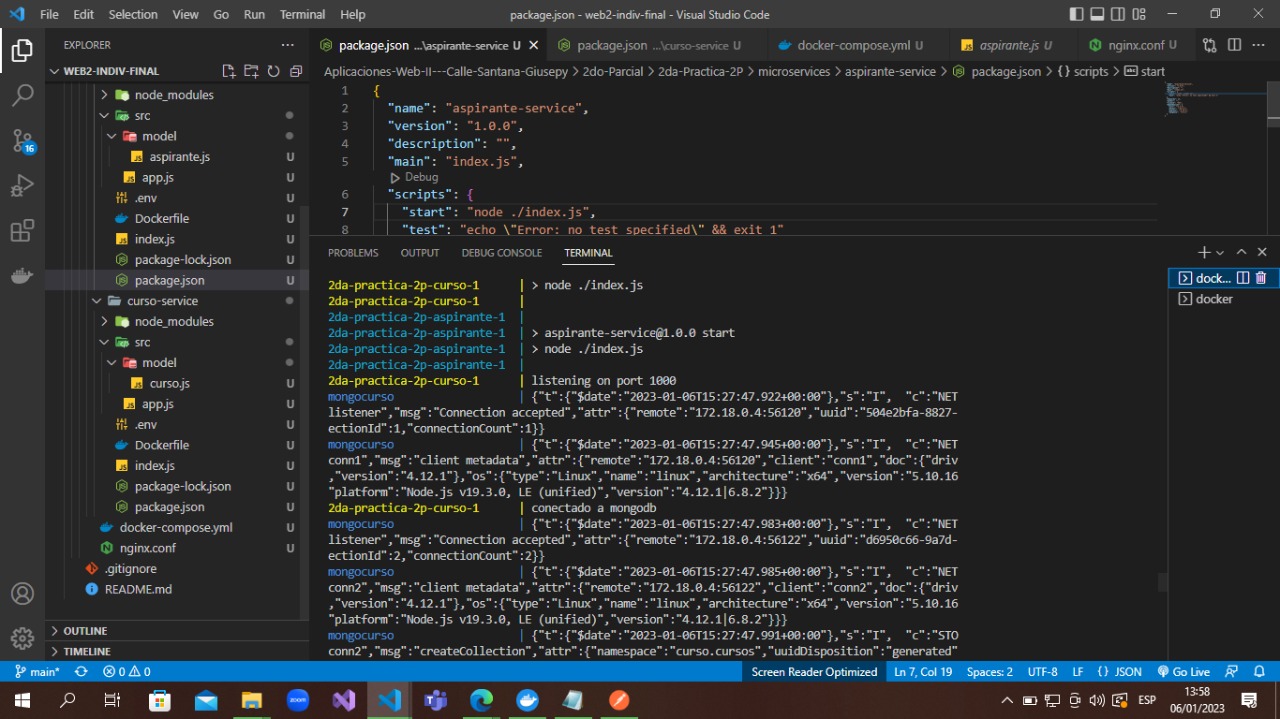 File Edit Selection View Go Run Terminal Help
package.json - web2-indiv-final - Visual Studio Code
EXPLORER
WEB2-INDIV-FINAL
node_modules
src
model
aspirante.js U
app.js U
.env U
Dockerfile U
index.js U
package-lock.json U
package.json U
curso-service
node_modules
src
model
curso.js U
app.js U
.env U
Dockerfile U
index.js U
package-lock.json U
package.json U
docker-compose.yml U
nginx.conf U
.gitignore
README.md
OUTLINE
TIMELINE
16
package.json ...\aspirante-service U
package.json ...\curso-service U
docker-compose.yml U
aspirante.js U
nginx.conf U
Aplicaciones-Web-II---Calle-Santana-Giusepy > 2do-Parcial > 2da-Practica-2P > microservices > aspirante-service > package.json > {} scripts > start
1 {
2 "name": "aspirante-service",
3 "version": "1.0.0",
4 "description": "",
5 "main": "index.js",
Debug
6 "scripts": {
7 "start": "node ./index.js",
8 "test": "echo \"Error: no test specified\" && exit 1"
PROBLEMS OUTPUT DEBUG CONSOLE TERMINAL
2da-practica-2p-curso-1 | > node ./index.js
2da-practica-2p-curso-1 |
2da-practica-2p-aspirante-1 |
2da-practica-2p-aspirante-1 | > aspirante-service@1.0.0 start
2da-practica-2p-aspirante-1 | > node ./index.js
2da-practica-2p-aspirante-1 |
2da-practica-2p-curso-1 | listening on port 1000
mongocurso | {"t":{"$date":"2023-01-06T15:27:47.922+00:00"},"s":"I", "c":"NET
listener","msg":"Connection accepted","attr":{"remote":"172.18.0.4:56120","uuid":"504e2bfa-8827-
ectionId":1,"connectionCount":1}}
mongocurso | {"t":{"$date":"2023-01-06T15:27:47.945+00:00"},"s":"I", "c":"NET
conn1","msg":"client metadata","attr":{"remote":"172.18.0.4:56120","client":"conn1","doc":{"driv
,"version":"4.12.1"},"os":{"type":"Linux","name":"linux","architecture":"x64","version":"5.10.16
"platform":"Node.js v19.3.0, LE (unified)","version":"4.12.1|6.8.2"}}}
2da-practica-2p-curso-1 | conectado a mongodb
mongocurso | {"t":{"$date":"2023-01-06T15:27:47.983+00:00"},"s":"I", "c":"NET
listener","msg":"Connection accepted","attr":{"remote":"172.18.0.4:56122","uuid":"d6950c66-9a7d-
ectionId":2,"connectionCount":2}}
mongocurso | {"t":{"$date":"2023-01-06T15:27:47.985+00:00"},"s":"I", "c":"NET
conn2","msg":"client metadata","attr":{"remote":"172.18.0.4:56122","client":"conn2","doc":{"driv
,"version":"4.12.1"},"os":{"type":"Linux","name":"linux","architecture":"x64","version":"5.10.16
"platform":"Node.js v19.3.0, LE (unified)","version":"4.12.1|6.8.2"}}}
mongocurso | {"t":{"$date":"2023-01-06T15:27:47.991+00:00"},"s":"I", "c":"STO
conn2","msg":"createCollection","attr":{"namespace":"curso.cursos","uuidDisposition":"generated"
dock...
docker
main* 0 0
Screen Reader Optimized Ln 7, Col 19 Spaces: 2 UTF-8 LF {} JSON Go Live
zoom
ESP
13:58
06/01/2023